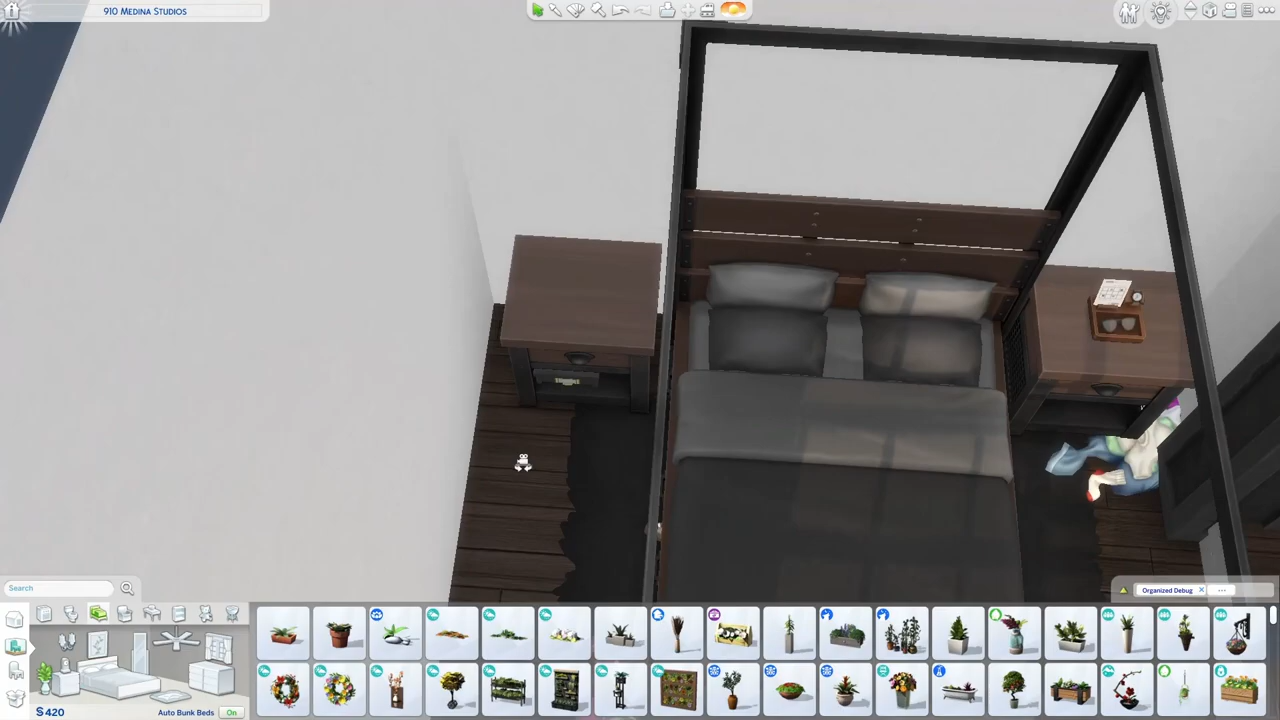 910 Medina Studios
Search
Organized Debug
§420
Auto Bunk Beds
On